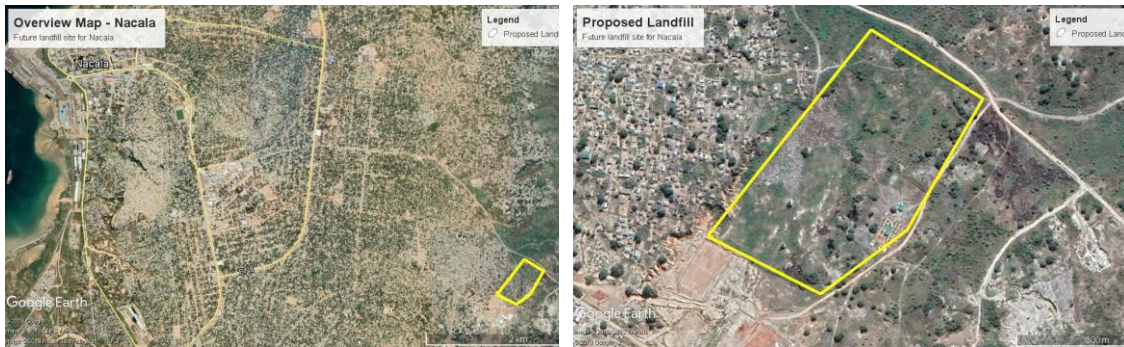 Overview Map - Nacala
Future landfill site for Nacala
Legend
Proposed Land
Nacala
Google Earth
2 km
Proposed Landfill
Future landfill site for Nacala
Legend
Proposed Land
Google Earth